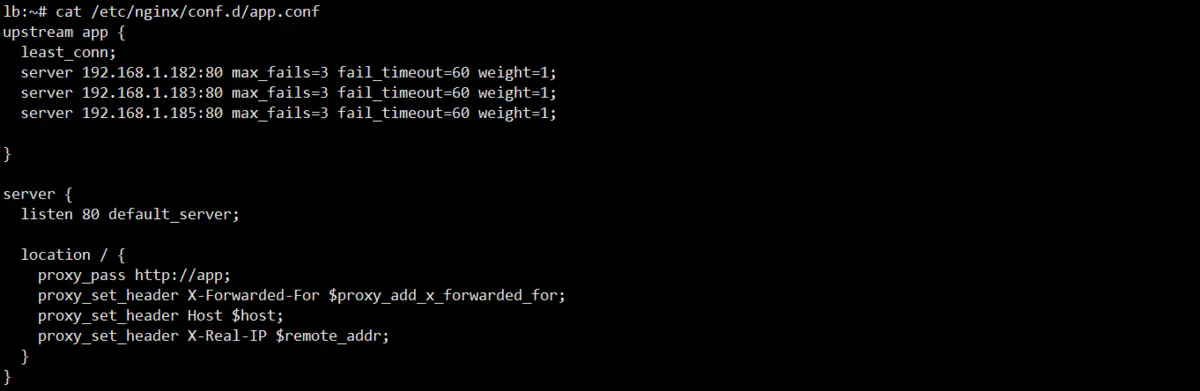 lb:~# cat /etc/nginx/conf.d/app.conf
upstream app {
  least_conn;
  server 192.168.1.182:80 max_fails=3 fail_timeout=60 weight=1;
  server 192.168.1.183:80 max_fails=3 fail_timeout=60 weight=1;
  server 192.168.1.185:80 max_fails=3 fail_timeout=60 weight=1;

}

server {
  listen 80 default_server;

  location / {
    proxy_pass http://app;
    proxy_set_header X-Forwarded-For $proxy_add_x_forwarded_for;
    proxy_set_header Host $host;
    proxy_set_header X-Real-IP $remote_addr;
  }
}